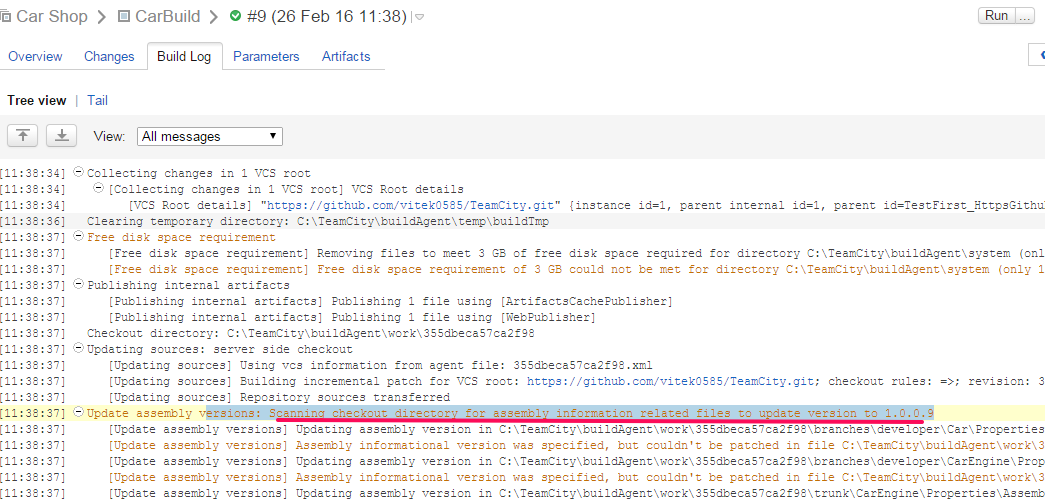 Car Shop > CarBuild > #9 (26 Feb 16 11:38) Run ...
Overview Changes Build Log Parameters Artifacts
Tree view | Tail
View: All messages
[11:38:34] Collecting changes in 1 VCS root
[11:38:34] [Collecting changes in 1 VCS root] VCS Root details
[11:38:34] [VCS Root details] "https://github.com/vitek0585/TeamCity.git" {instance id=1, parent internal id=1, parent id=TestFirst_HttpsGithu
[11:38:36] Clearing temporary directory: C:\TeamCity\buildAgent\temp\buildTmp
[11:38:37] Free disk space requirement
[11:38:37] [Free disk space requirement] Removing files to meet 3 GB of free disk space required for directory C:\TeamCity\buildAgent\system (onl
[11:38:37] [Free disk space requirement] Free disk space requirement of 3 GB could not be met for directory C:\TeamCity\buildAgent\system (only 1
[11:38:37] Publishing internal artifacts
[11:38:37] [Publishing internal artifacts] Publishing 1 file using [ArtifactsCachePublisher]
[11:38:37] [Publishing internal artifacts] Publishing 1 file using [WebPublisher]
[11:38:37] Checkout directory: C:\TeamCity\buildAgent\work\355dbeca57ca2f98
[11:38:37] Updating sources: server side checkout
[11:38:37] [Updating sources] Using vcs information from agent file: 355dbeca57ca2f98.xml
[11:38:37] [Updating sources] Building incremental patch for VCS root: https://github.com/vitek0585/TeamCity.git; checkout rules: =>; revision: 3
[11:38:37] [Updating sources] Repository sources transferred
[11:38:37] Update assembly versions: Scanning checkout directory for assembly information related files to update version to 1.0.0.9
[11:38:37] [Update assembly versions] Updating assembly version in C:\TeamCity\buildAgent\work\355dbeca57ca2f98\branches\developer\Car\Properties
[11:38:37] [Update assembly versions] Assembly informational version was specified, but couldn't be patched in file C:\TeamCity\buildAgent\work\3
[11:38:37] [Update assembly versions] Updating assembly version in C:\TeamCity\buildAgent\work\355dbeca57ca2f98\branches\developer\CarEngine\Prop
[11:38:37] [Update assembly versions] Assembly informational version was specified, but couldn't be patched in file C:\TeamCity\buildAgent\work\3
[11:38:37] [Update assembly versions] Updating assembly version in C:\TeamCity\buildAgent\work\355dbeca57ca2f98\trunk\CarEngine\Properties\Assemb